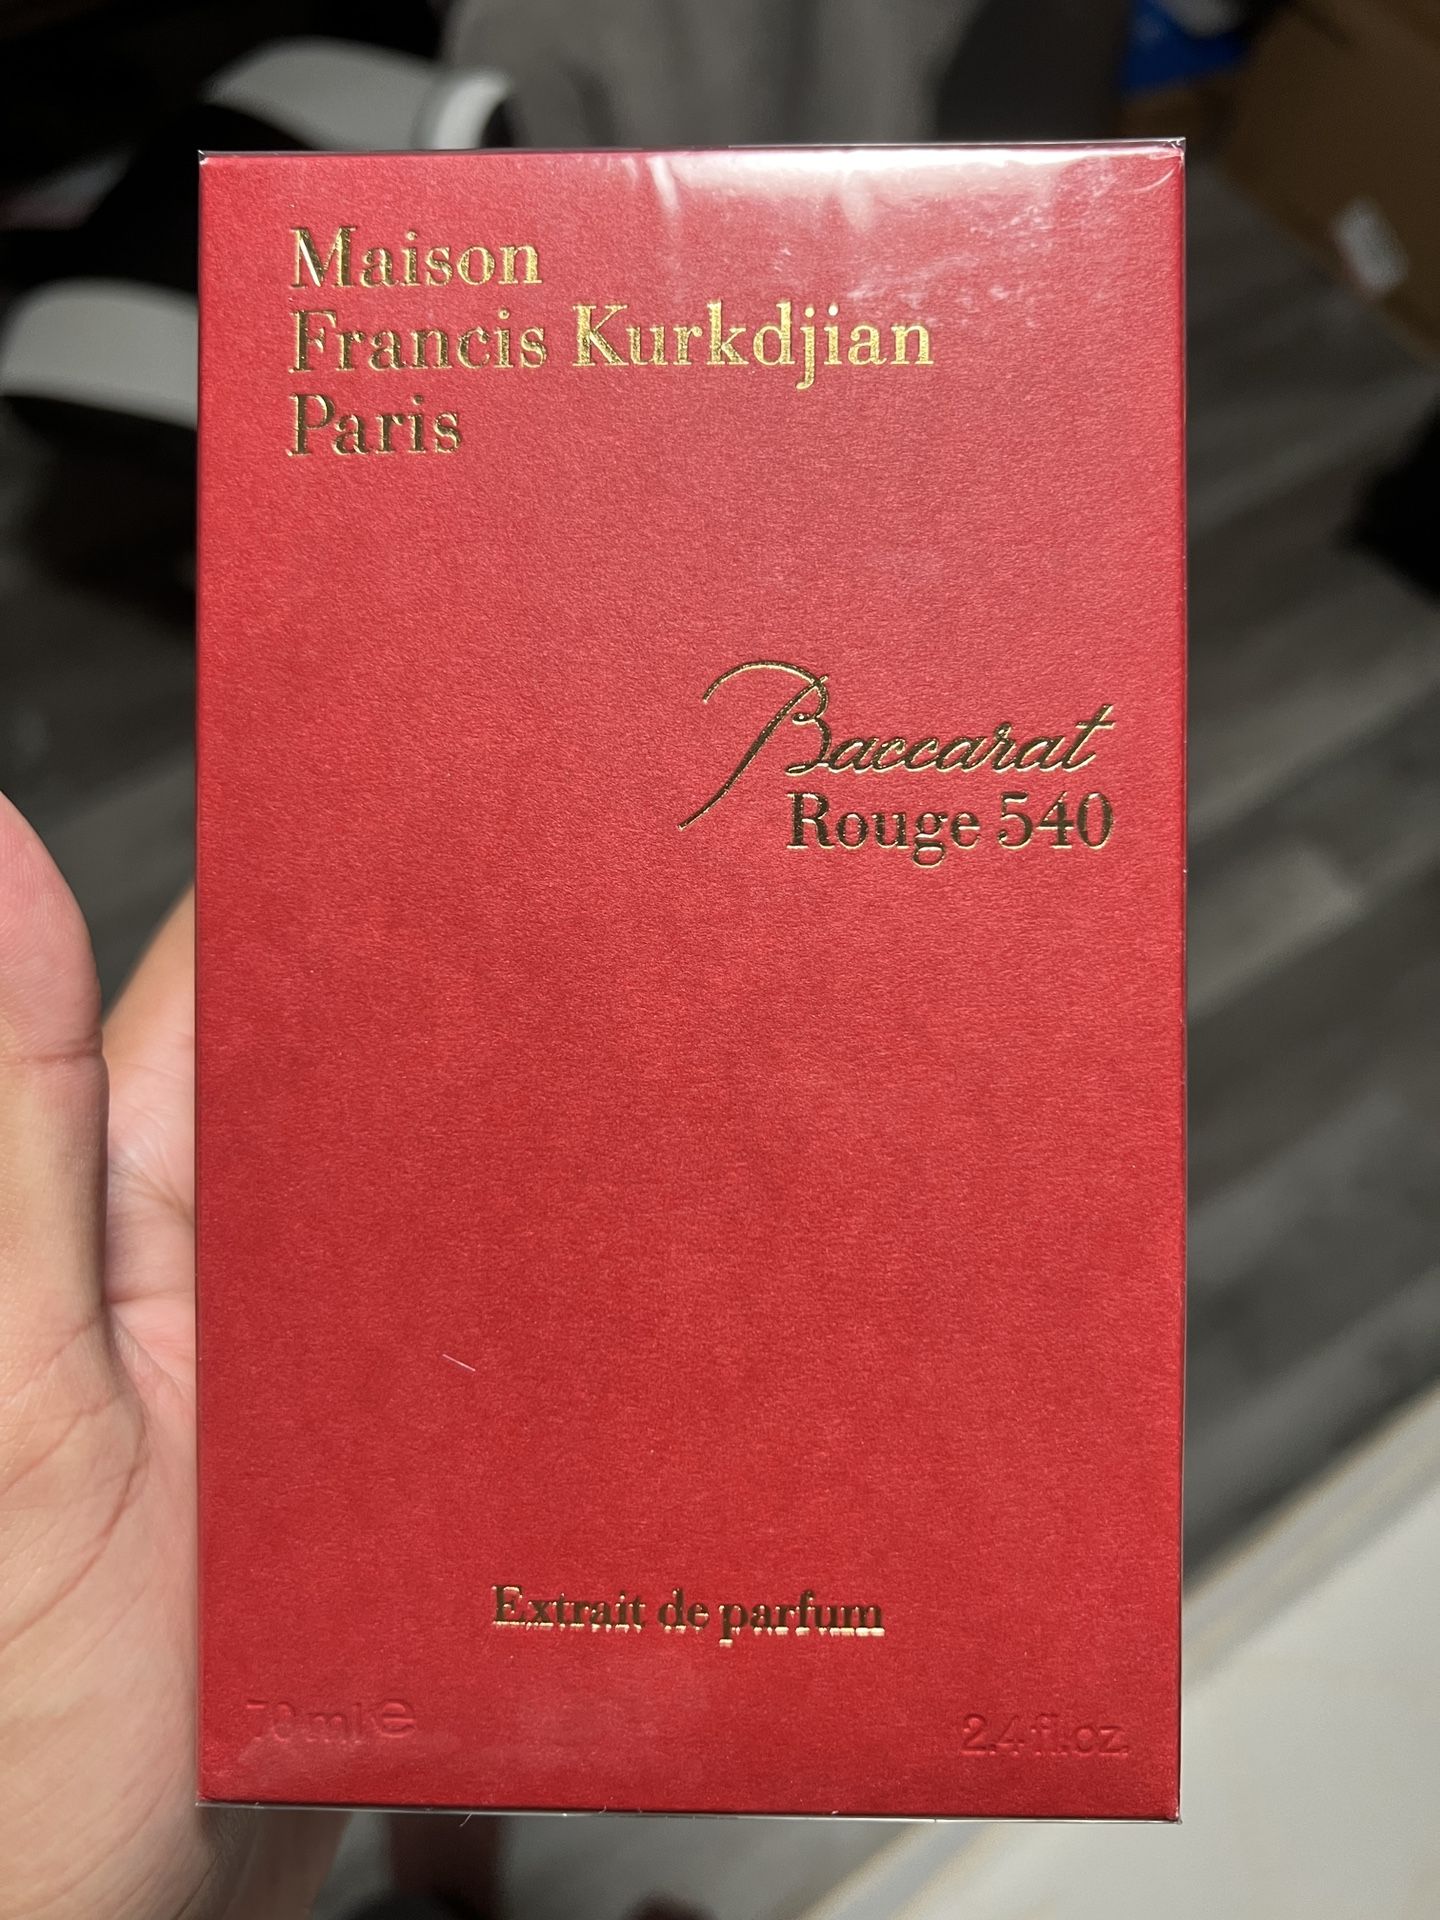 Maison
Francis Kurkdjian
Paris
Baccarat
Rouge 540
Extrait de parfum
70 ml e
2.4 fl.oz.